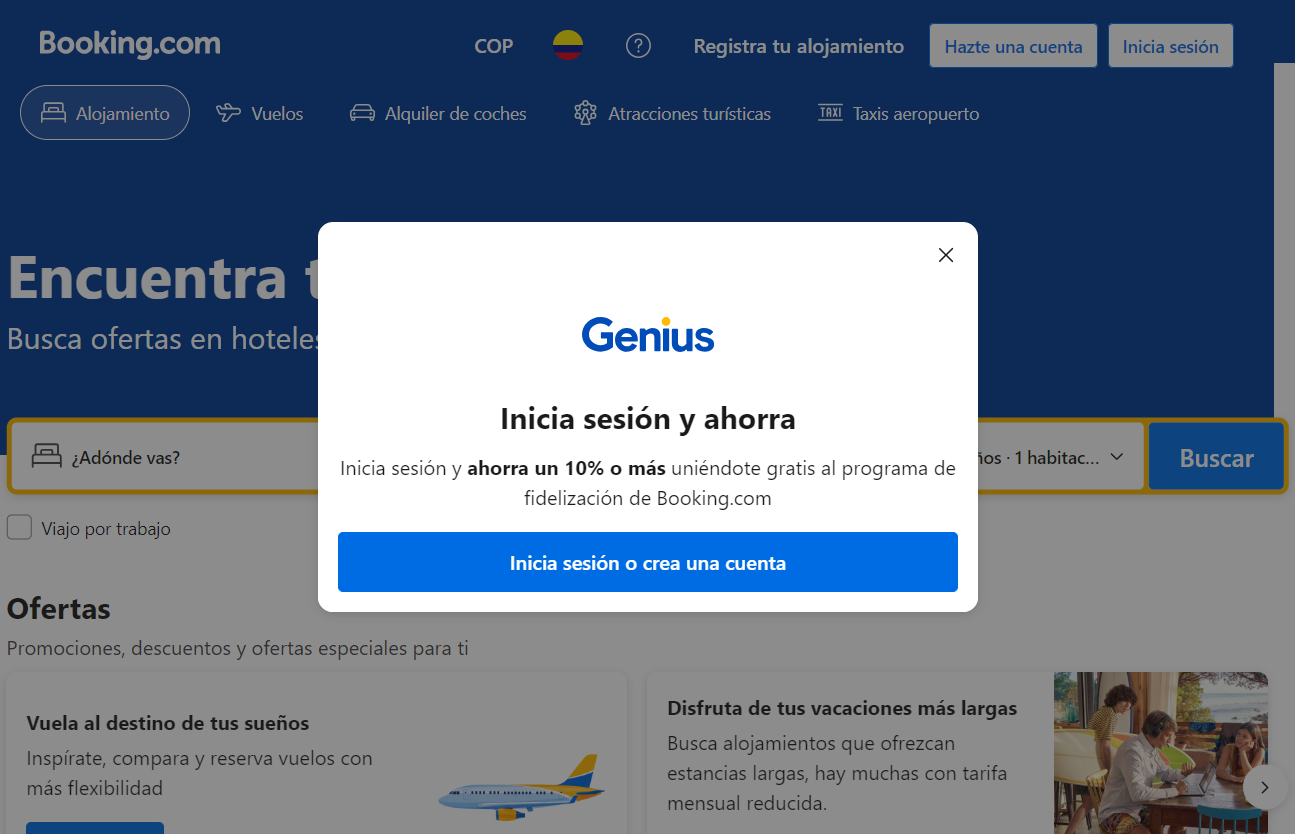 Booking.com
COP
Registra tu alojamiento
Hazte una cuenta
Inicia sesión
Alojamiento
Vuelos
Alquiler de coches
Atracciones turísticas
TAXI
Taxis aeropuerto
Encuentra
Busca ofertas en hoteles
¿Adónde vas?
· 1 habitac...
Buscar
Viajo por trabajo
Genius
Inicia sesión y ahorra
Inicia sesión y ahorra un 10% o más uniéndote gratis al programa de
fidelización de Booking.com
Inicia sesión o crea una cuenta
Ofertas
Promociones, descuentos y ofertas especiales para ti
Vuela al destino de tus sueños
Inspírate, compara y reserva vuelos con
más flexibilidad
Disfruta de tus vacaciones más largas
Busca alojamientos que ofrezcan
estancias largas, hay muchas con tarifa
mensual reducida.